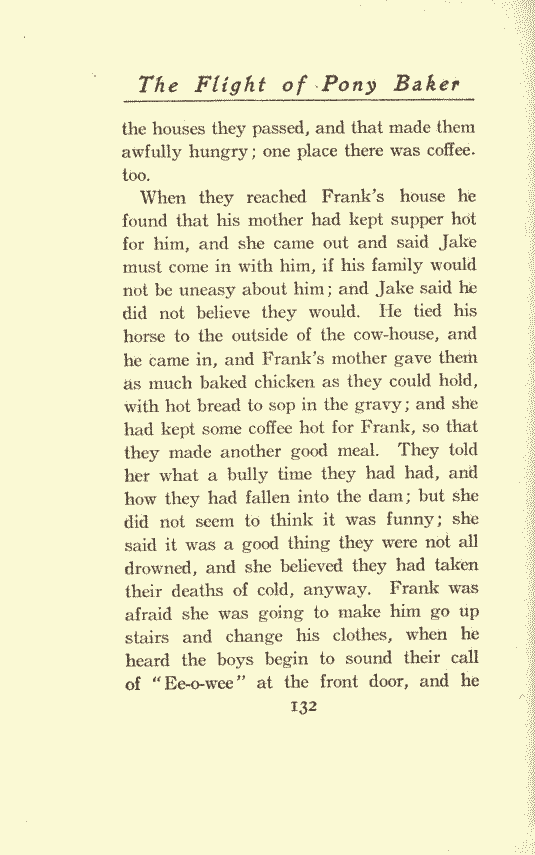 The Flight of Pony Baker
the houses they passed, and that made them
awfully hungry; one place there was coffee.
too.
When they reached Frank's house he
found that his mother had kept supper hot
for him, and she came out and said Jake
must come in with him, if his family would
not be uneasy about him; and Jake said he
did not believe they would. He tied his
horse to the outside of the cow-house, and
he came in, and Frank's mother gave them
as much baked chicken as they could hold,
with hot bread to sop in the gravy; and she
had kept some coffee hot for Frank, so that
they made another good meal. They told
her what a bully time they had had, and
how they had fallen into the dam; but she
did not seem to think it was funny; she
said it was a good thing they were not all
drowned, and she believed they had taken
their deaths of cold, anyway. Frank was
afraid she was going to make him go up
stairs and change his clothes, when he
heard the boys begin to sound their call
of "Ee-o-wee" at the front door, and he
132